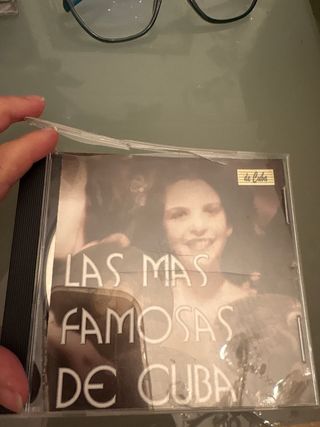 de Cuba
LAS MAS
FAMOSAS
DE CUBA